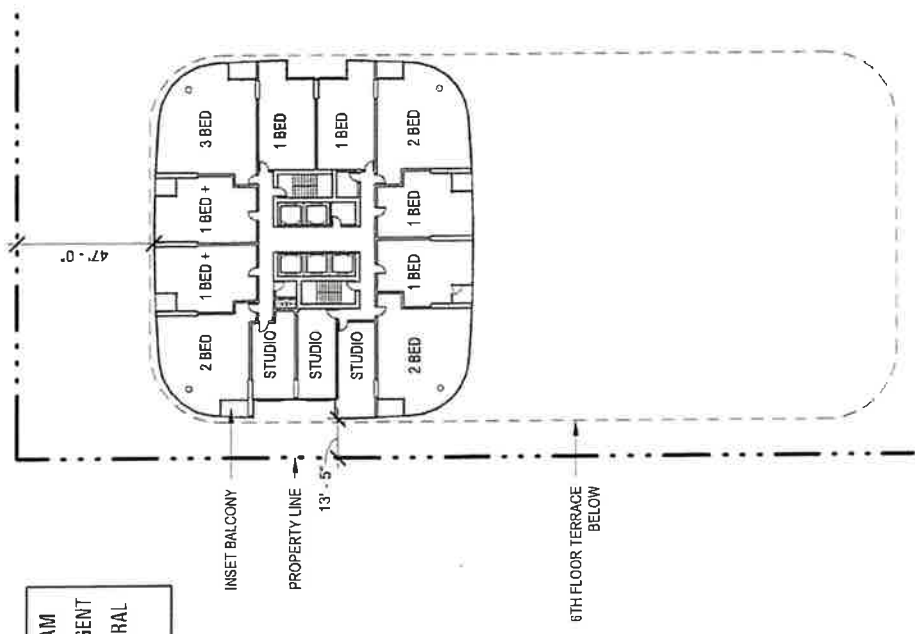 AM
GENT
RAL
47' - 0"
2 BED
1 BED +
1 BED +
3 BED
INSET BALCONY
STUDIO
1 BED
PROPERTY LINE
STUDIO
13' - 5"
1 BED
STUDIO
2 BED
1 BED
1 BED
2 BED
6TH FLOOR TERRACE
BELOW